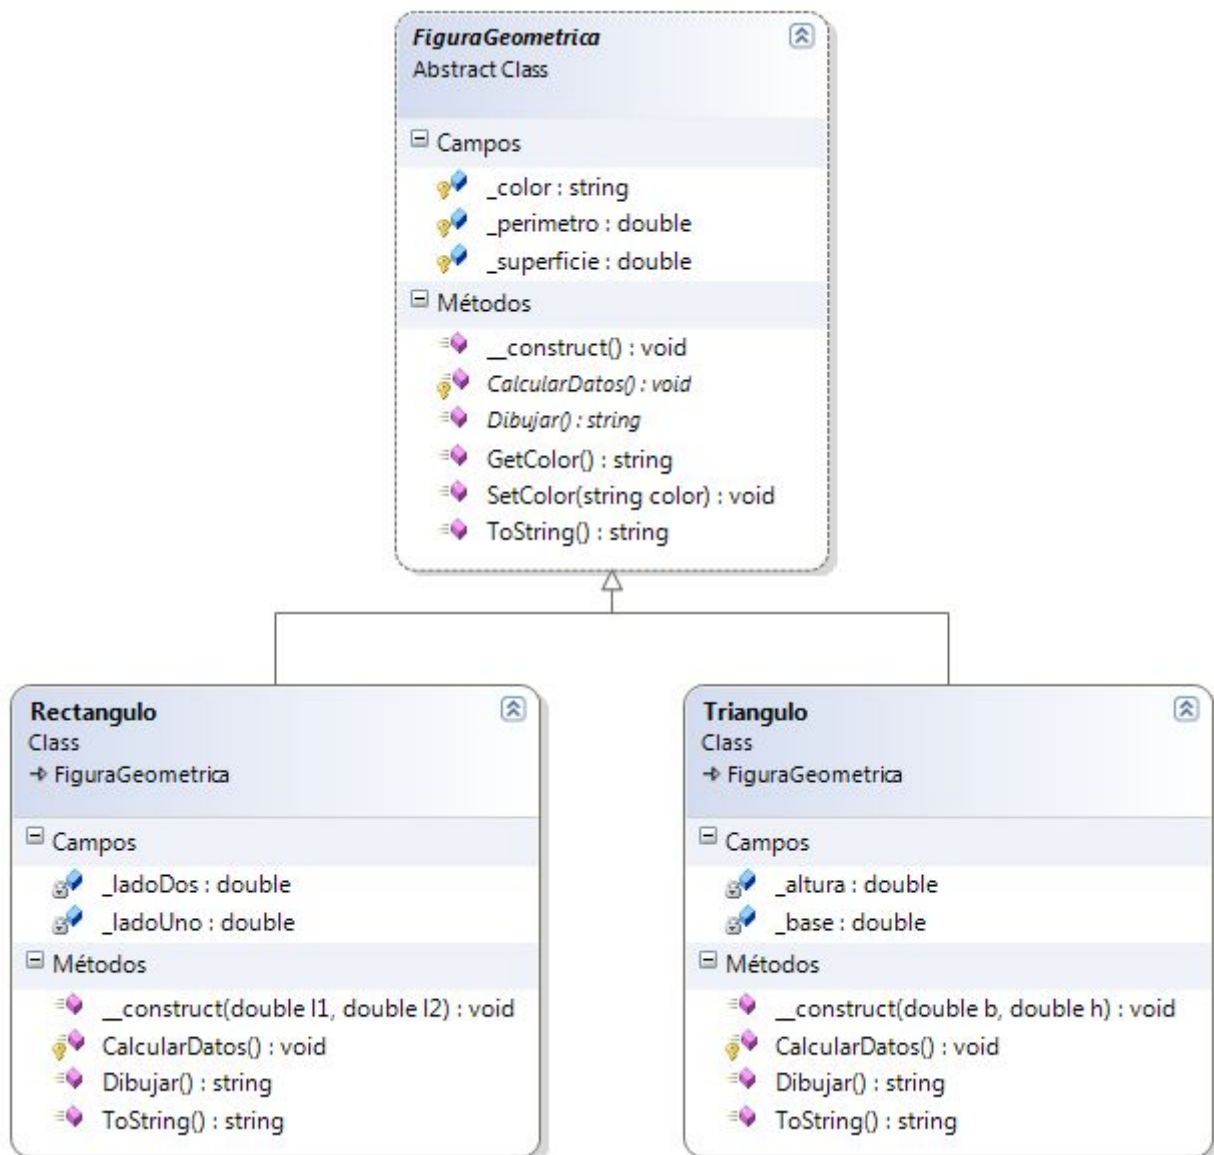 FiguraGeometrica
Abstract Class
Campos
_color : string
_perimetro : double
_superficie : double
Métodos
__construct() : void
CalcularDatos() : void
Dibujar() : string
GetColor() : string
SetColor(string color) : void
ToString() : string
Rectangulo
Class
FiguraGeometrica
Campos
_ladoDos : double
_ladoUno : double
Métodos
__construct(double l1, double l2) : void
CalcularDatos() : void
Dibujar() : string
ToString() : string
Triangulo
Class
FiguraGeometrica
Campos
_altura : double
_base : double
Métodos
__construct(double b, double h) : void
CalcularDatos() : void
Dibujar() : string
ToString() : string